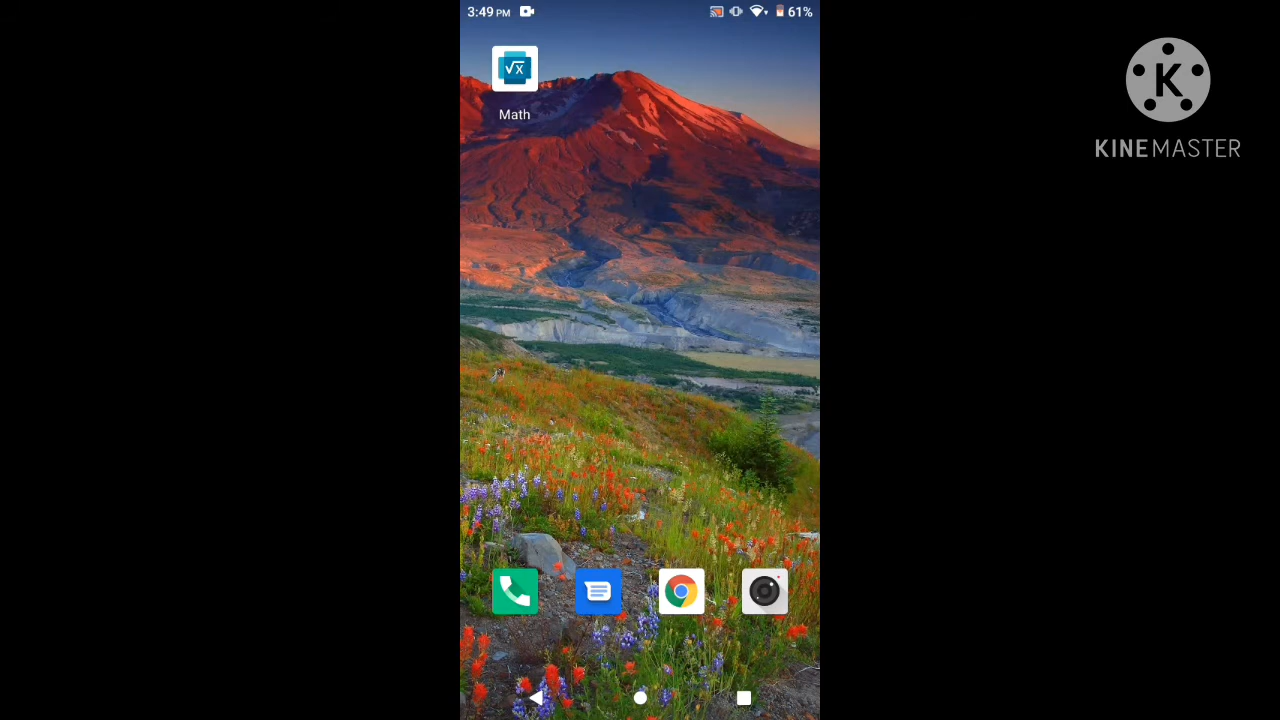 3:49 PM
61%
√x
Math
K
KINEMASTER